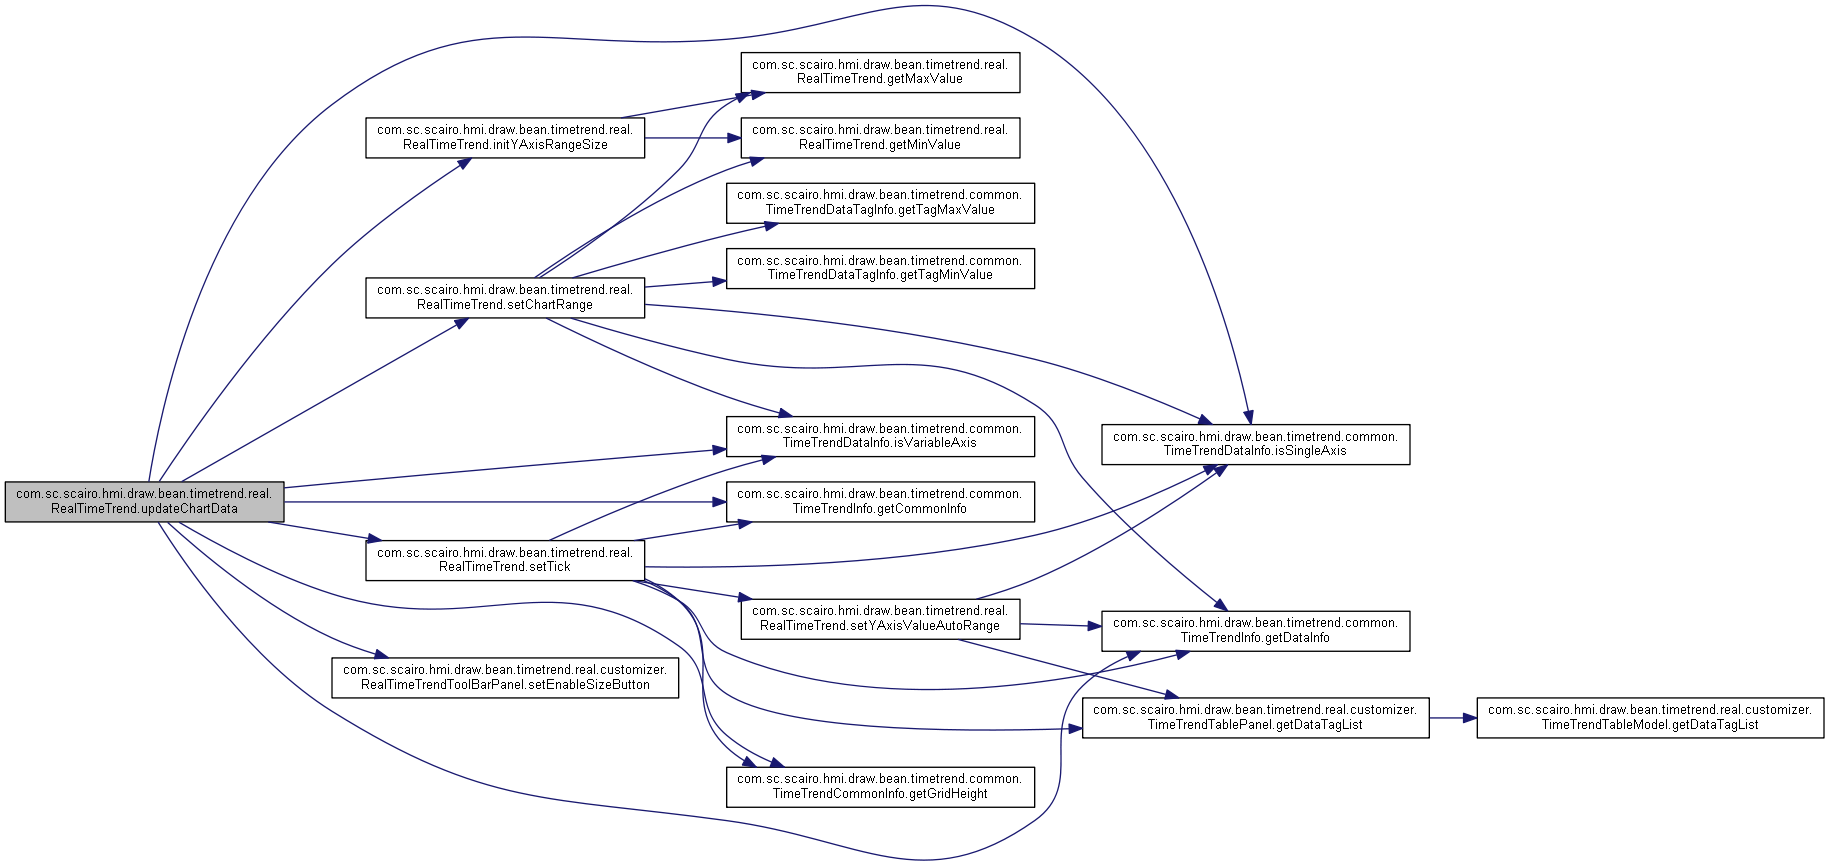 com.sc.scairo.hmi.draw.bean.timetrend.real.
RealTimeTrend.updateChartData
com.sc.scairo.hmi.draw.bean.timetrend.real.
RealTimeTrend.initYAxisRangeSize
com.sc.scairo.hmi.draw.bean.timetrend.real.
RealTimeTrend.setChartRange
com.sc.scairo.hmi.draw.bean.timetrend.real.
RealTimeTrend.setTick
com.sc.scairo.hmi.draw.bean.timetrend.real.customizer.
RealTimeTrendToolBarPanel.setEnableSizeButton
com.sc.scairo.hmi.draw.bean.timetrend.real.
RealTimeTrend.getMaxValue
com.sc.scairo.hmi.draw.bean.timetrend.real.
RealTimeTrend.getMinValue
com.sc.scairo.hmi.draw.bean.timetrend.common.
TimeTrendDataTagInfo.getTagMaxValue
com.sc.scairo.hmi.draw.bean.timetrend.common.
TimeTrendDataTagInfo.getTagMinValue
com.sc.scairo.hmi.draw.bean.timetrend.common.
TimeTrendDataInfo.isVariableAxis
com.sc.scairo.hmi.draw.bean.timetrend.common.
TimeTrendInfo.getCommonInfo
com.sc.scairo.hmi.draw.bean.timetrend.real.
RealTimeTrend.setYAxisValueAutoRange
com.sc.scairo.hmi.draw.bean.timetrend.common.
TimeTrendCommonInfo.getGridHeight
com.sc.scairo.hmi.draw.bean.timetrend.common.
TimeTrendDataInfo.isSingleAxis
com.sc.scairo.hmi.draw.bean.timetrend.common.
TimeTrendInfo.getDataInfo
com.sc.scairo.hmi.draw.bean.timetrend.real.customizer.
TimeTrendTablePanel.getDataTagList
com.sc.scairo.hmi.draw.bean.timetrend.real.customizer.
TimeTrendTableModel.getDataTagList